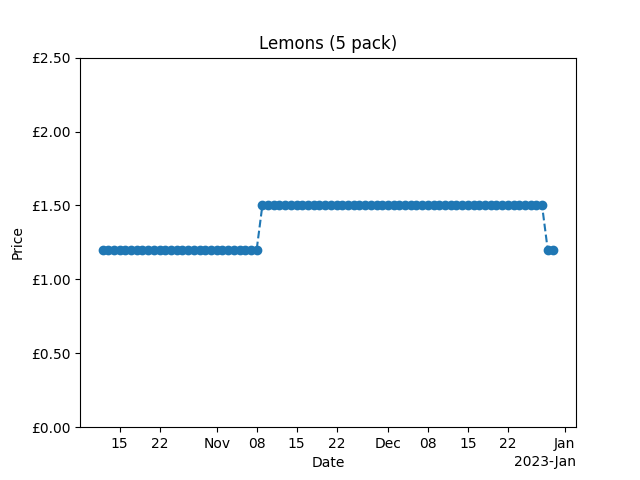 Lemons (5 pack)
£2.50
£2.00
£1.50
£1.00
£0.50
£0.00
Price
15 22 Nov 08 15 22 Dec 08 15 22 Jan
Date
2023-Jan